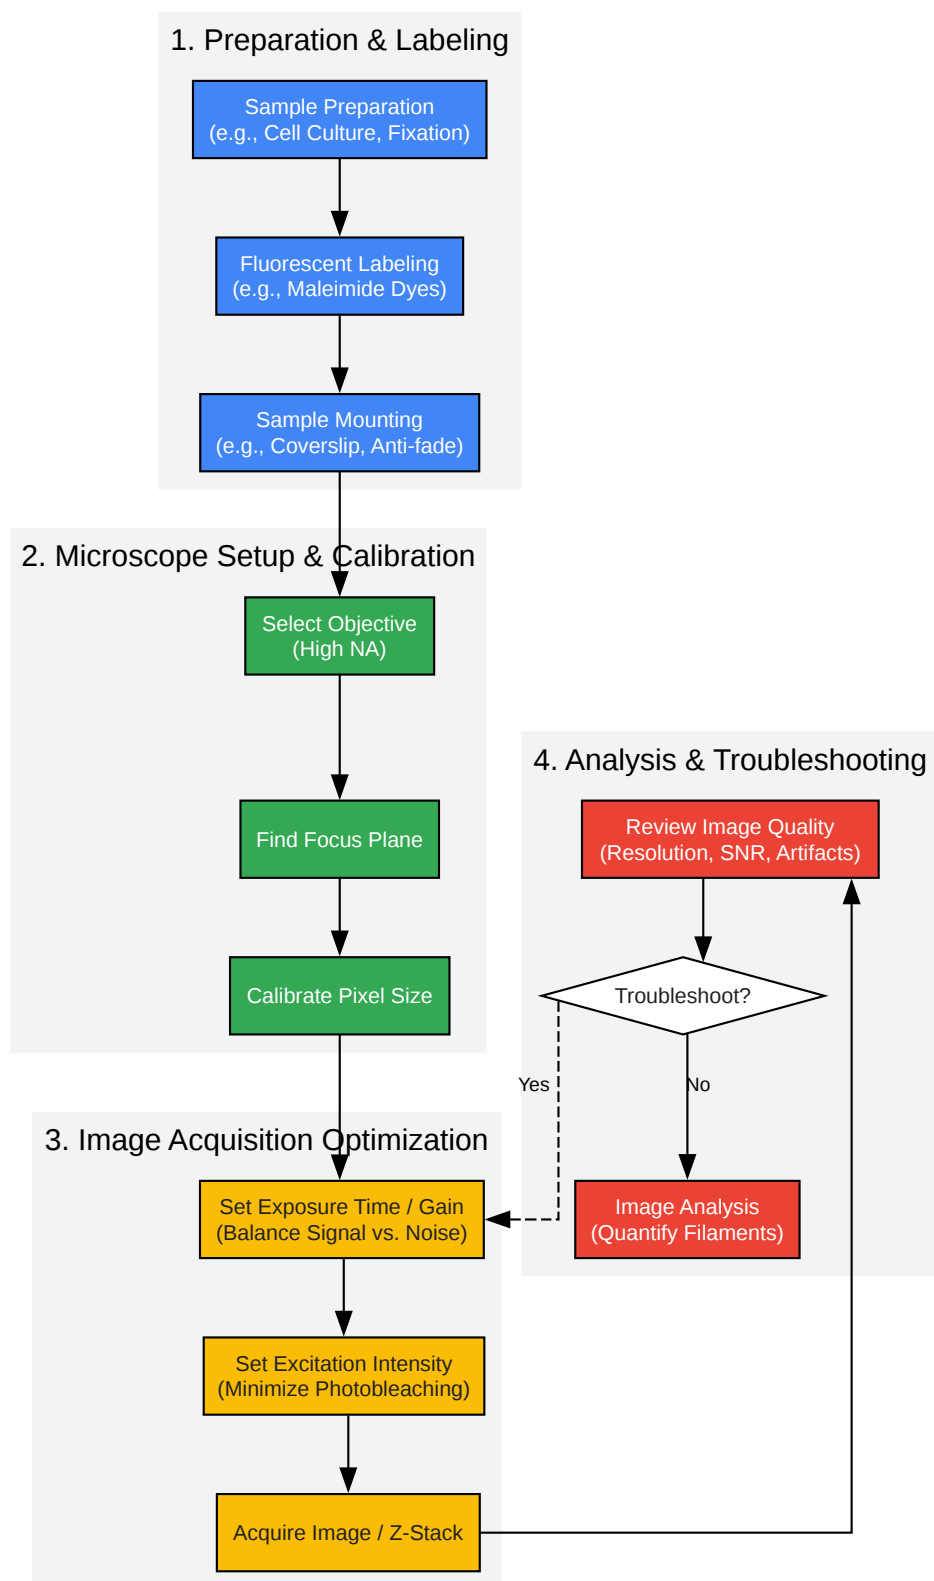 1. Preparation & Labeling
Sample Preparation
(e.g., Cell Culture, Fixation)
Fluorescent Labeling
(e.g., Maleimide Dyes)
Sample Mounting
(e.g., Coverslip, Anti-fade)
2. Microscope Setup & Calibration
Select Objective
(High NA)
Find Focus Plane
Calibrate Pixel Size
3. Image Acquisition Optimization
Set Exposure Time / Gain
(Balance Signal vs. Noise)
Set Excitation Intensity
(Minimize Photobleaching)
Acquire Image / Z-Stack
4. Analysis & Troubleshooting
Review Image Quality
(Resolution, SNR, Artifacts)
Troubleshoot?
Yes
No
Image Analysis
(Quantify Filaments)